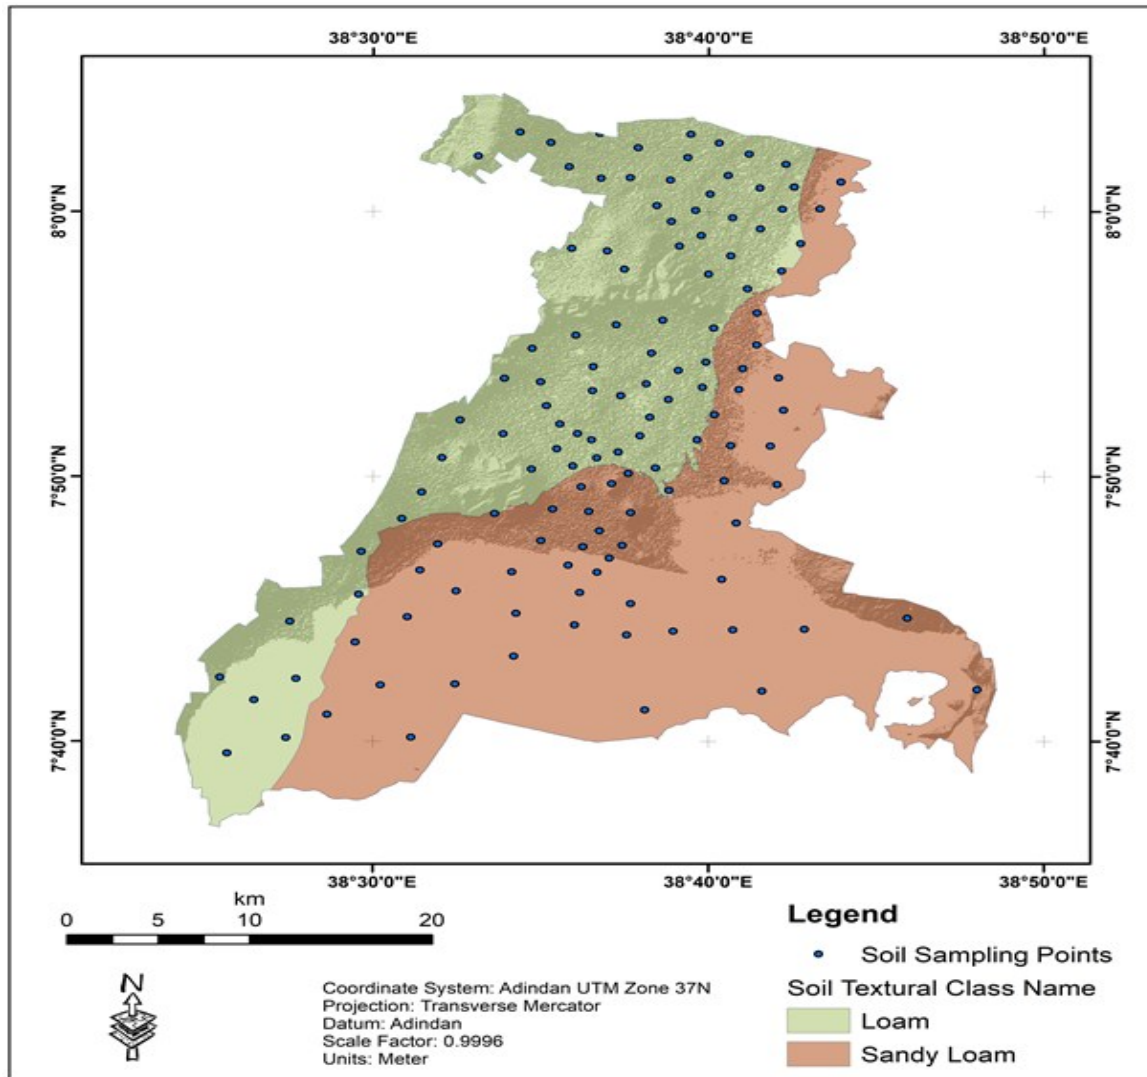 38°30'0"E 38°40'0"E 38°50'0"E
8°0'0"N 8°0'0"N
7°50'0"N 7°50'0"N
7°40'0"N 7°40'0"N
38°30'0"E 38°40'0"E 38°50'0"E
km
0 5 10 20
N
Coordinate System: Adindan UTM Zone 37N
Projection: Transverse Mercator
Datum: Adindan
Scale Factor: 0.9996
Units: Meter
Legend
Soil Sampling Points
Soil Textural Class Name
Loam
Sandy Loam